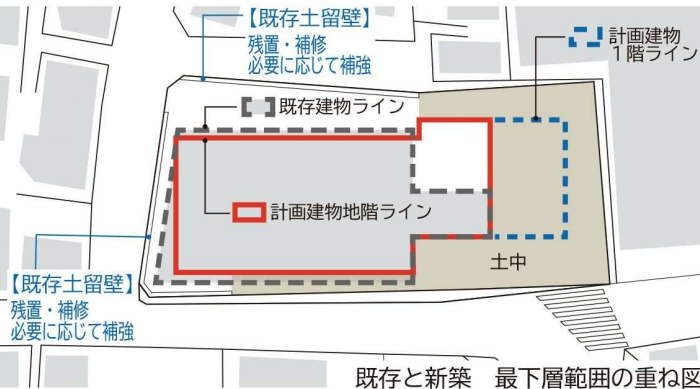 【既存土留壁】
残置・補修
必要に応じて補強
計画建物
1階ライン
既存建物ライン
計画建物地階ライン
土中
【既存土留壁】
残置・補修
必要に応じて補強
既存と新築　最下層範囲の重ね図